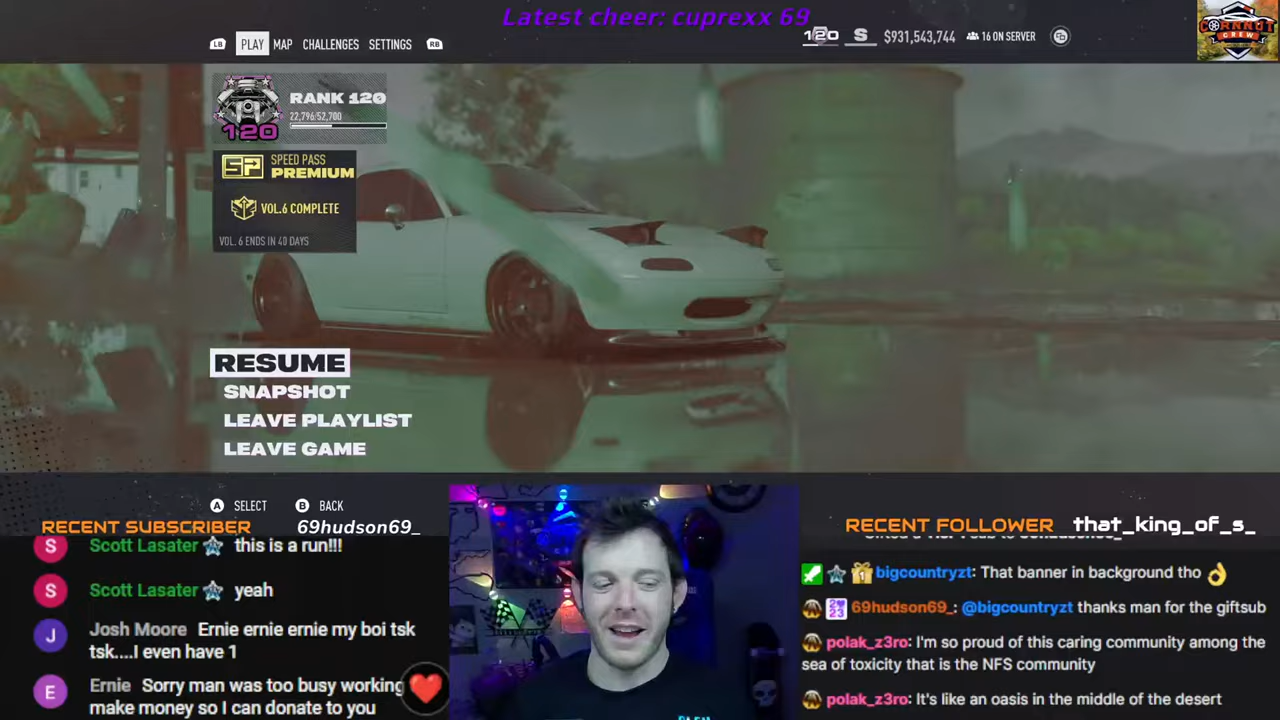 Latest cheer: cuprexx 69
LB PLAY MAP CHALLENGES SETTINGS RB
120 S $931,543,744 16 ON SERVER
CREW
RANK 120
22,796/52,700
120
SP SPEED PASS
PREMIUM
VOL.6 COMPLETE
VOL. 6 ENDS IN 40 DAYS
RESUME
SNAPSHOT
LEAVE PLAYLIST
LEAVE GAME
A SELECT B BACK
RECENT SUBSCRIBER 69hudson69_
S Scott Lasater this is a run!!!
S Scott Lasater yeah
J Josh Moore Ernie ernie ernie my boi tsk
tsk....I even have 1
E Ernie Sorry man was too busy working
make money so I can donate to you
RECENT FOLLOWER that_king_of_s_
bigcountryzt: That banner in background tho
69hudson69_: @bigcountryzt thanks man for the giftsub
polak_z3ro: I'm so proud of this caring community among the
sea of toxicity that is the NFS community
polak_z3ro: It's like an oasis in the middle of the desert